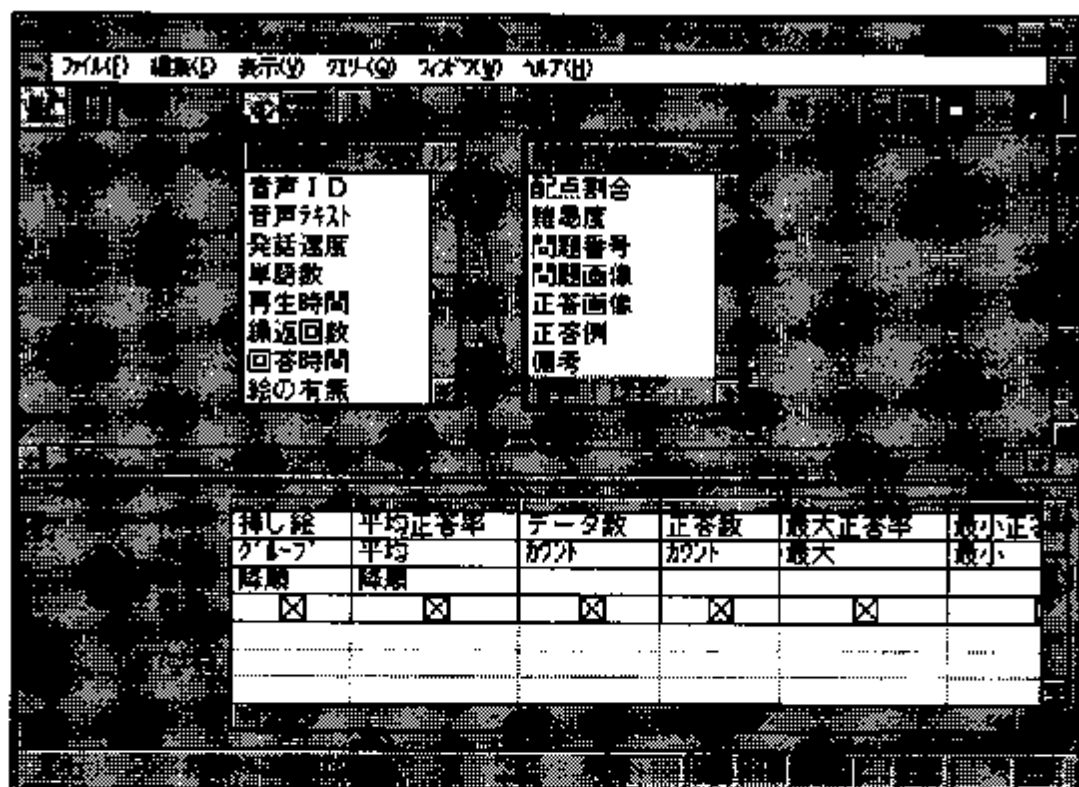 ファイル(F) 編集(E) 表示(V) クエリー(Q) ウィンドウ(W) ヘルプ(H)
音声ID
音声テキスト
発話速度
単語数
再生時間
繰返回数
回答時間
絵の有無
配点割合
難易度
問題番号
問題画像
正答画像
正答例
備考
挿し絵 平均正答率 データ数 正答数 最大正答率 最小正答
グループ 平均 カウント カウント 最大 最小
降順 降順